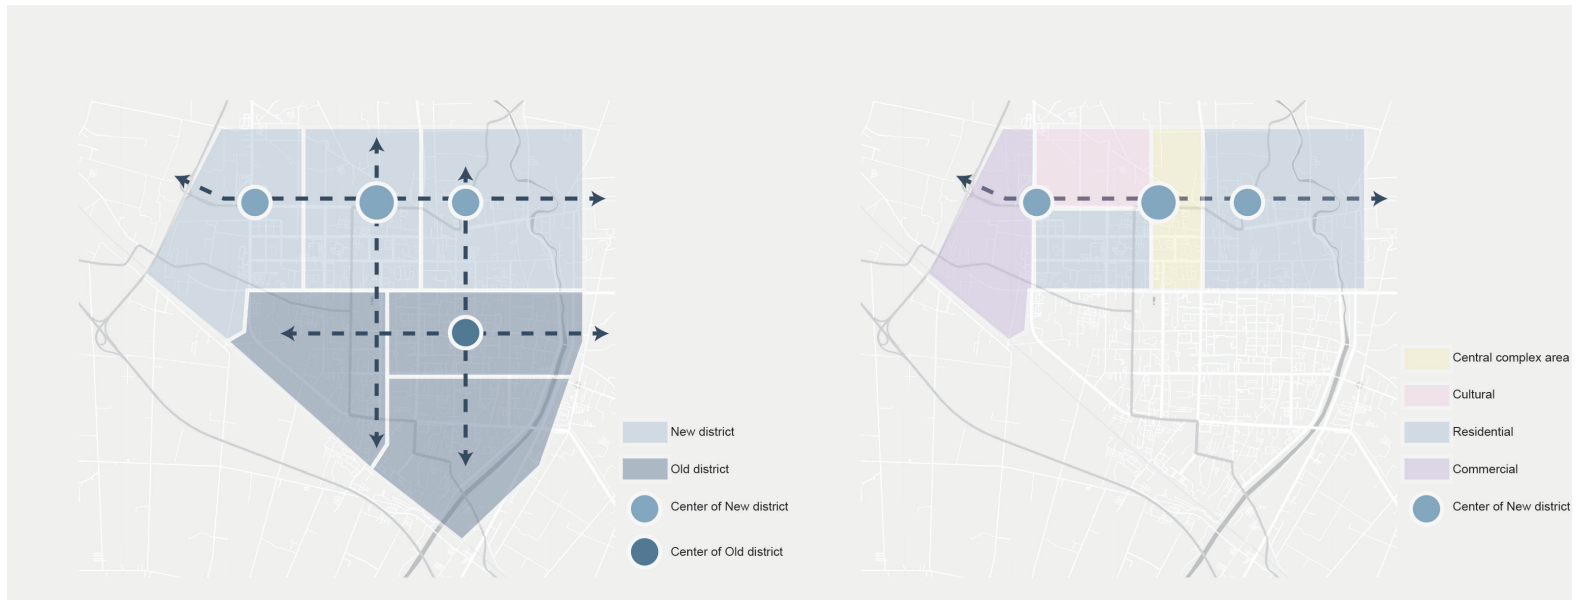 New district
Old district
Center of New district
Center of Old district
Central complex area
Cultural
Residential
Commercial
Center of New district